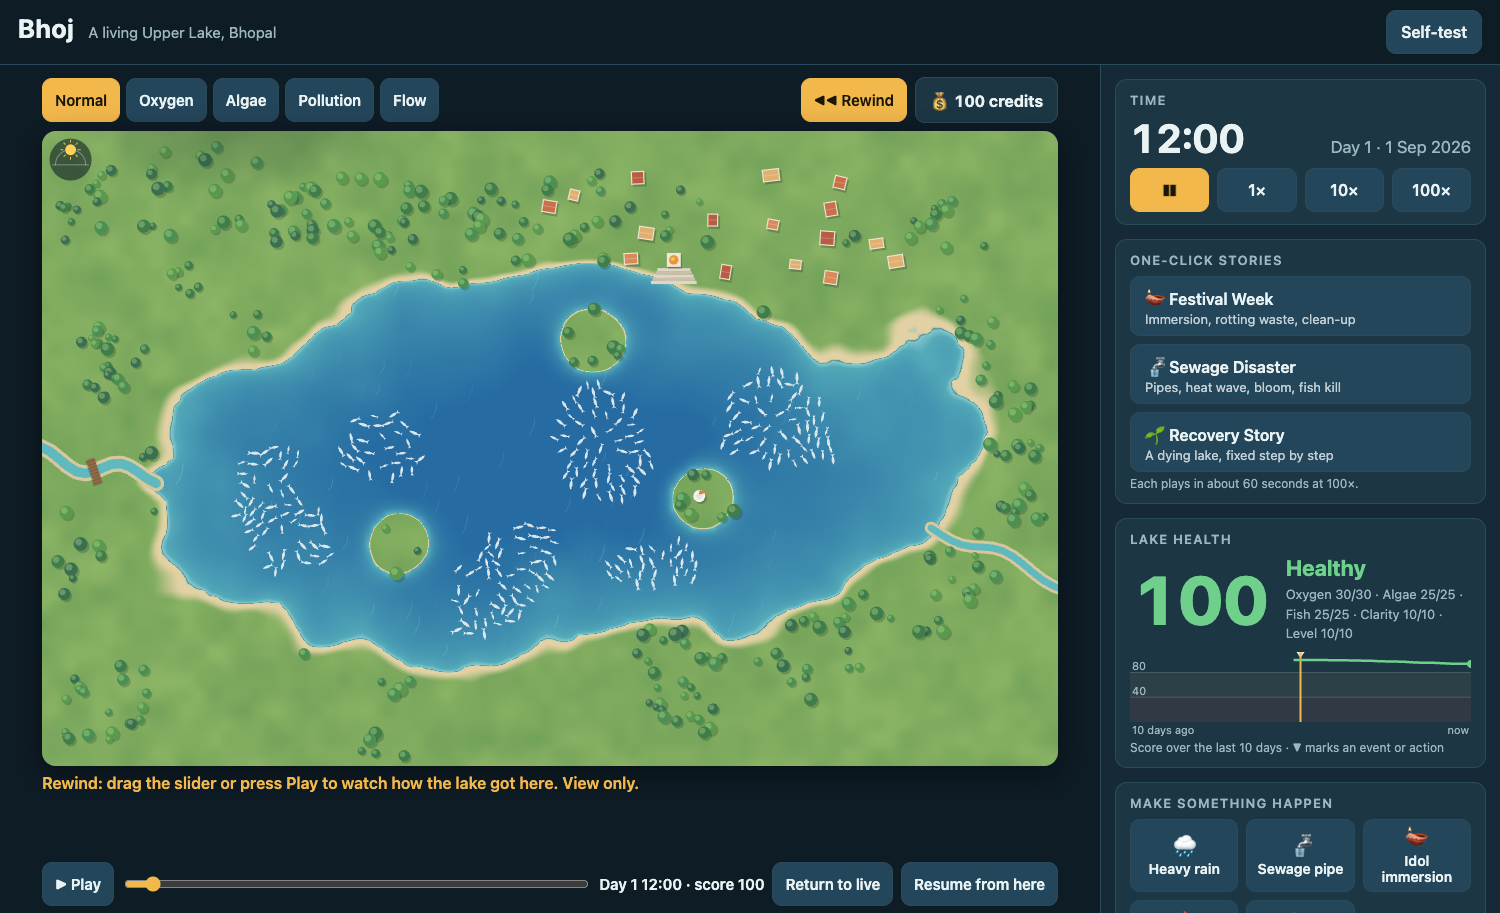 Bhoj
A living Upper Lake, Bhopal
Self-test
Normal
Oxygen
Algae
Pollution
Flow
◀◀ Rewind
💰 100 credits
TIME
12:00
Day 1 · 1 Sep 2026
1×
10×
100×
ONE-CLICK STORIES
Festival Week
Immersion, rotting waste, clean-up
Sewage Disaster
Pipes, heat wave, bloom, fish kill
Recovery Story
A dying lake, fixed step by step
Each plays in about 60 seconds at 100×.
LAKE HEALTH
100
Healthy
Oxygen 30/30 · Algae 25/25 ·
Fish 25/25 · Clarity 10/10 ·
Level 10/10
80
40
10 days ago
now
Score over the last 10 days · ▼ marks an event or action
MAKE SOMETHING HAPPEN
Heavy rain
Sewage pipe
Idol
immersion
Rewind: drag the slider or press Play to watch how the lake got here. View only.
▶ Play
Day 1 12:00 · score 100
Return to live
Resume from here